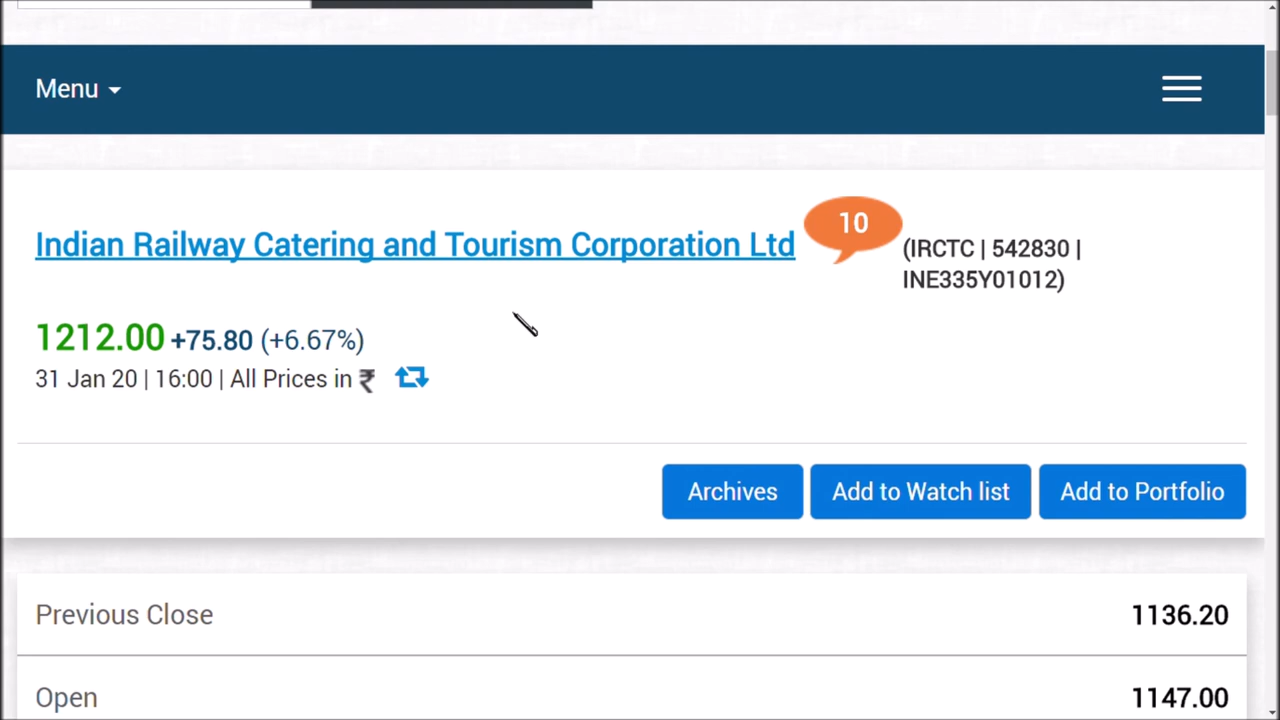 Menu
Indian Railway Catering and Tourism Corporation Ltd
10
(IRCTC | 542830 |
INE335Y01012)
1212.00 +75.80 (+6.67%)
31 Jan 20 | 16:00 | All Prices in ₹
Archives
Add to Watch list
Add to Portfolio
Previous Close 1136.20
Open 1147.00